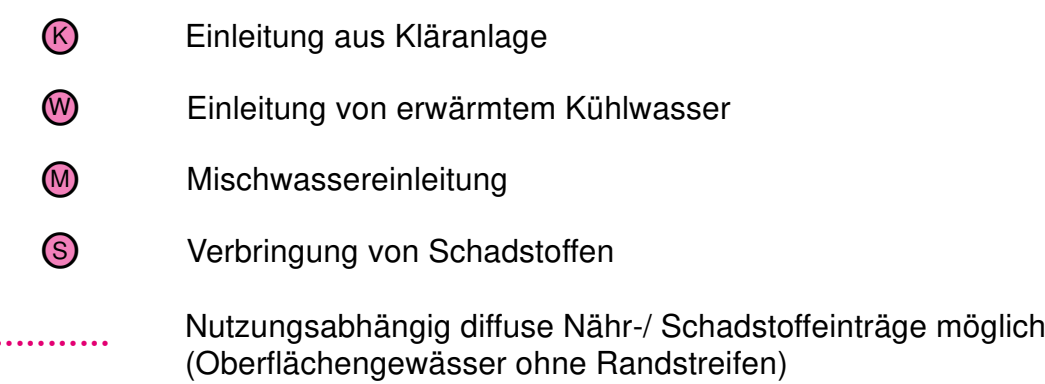 K Einleitung aus Kläranlage
W Einleitung von erwärmtem Kühlwasser
M Mischwassereinleitung
S Verbringung von Schadstoffen
Nutzungsabhängig diffuse Nähr-/ Schadstoffeinträge möglich
(Oberflächengewässer ohne Randstreifen)